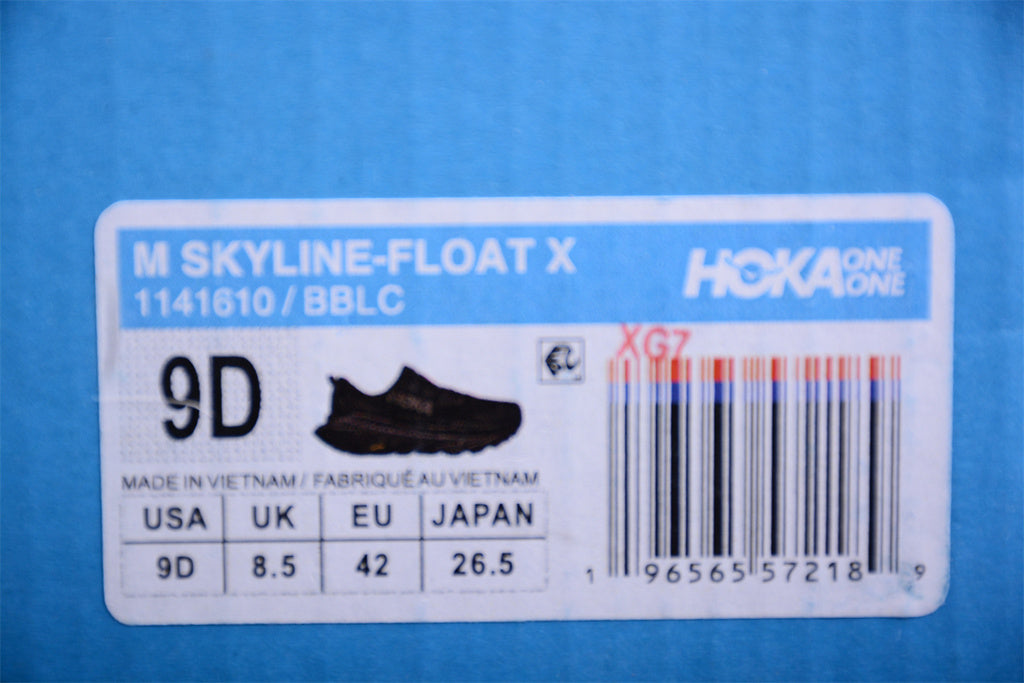 M SKYLINE-FLOAT X
1141610 / BBLC
HOKA ONE ONE
9D
XG7
MADE IN VIETNAM / FABRIQUÉ AU VIETNAM
USA UK EU JAPAN
9D 8.5 42 26.5
1 96565 57218 9